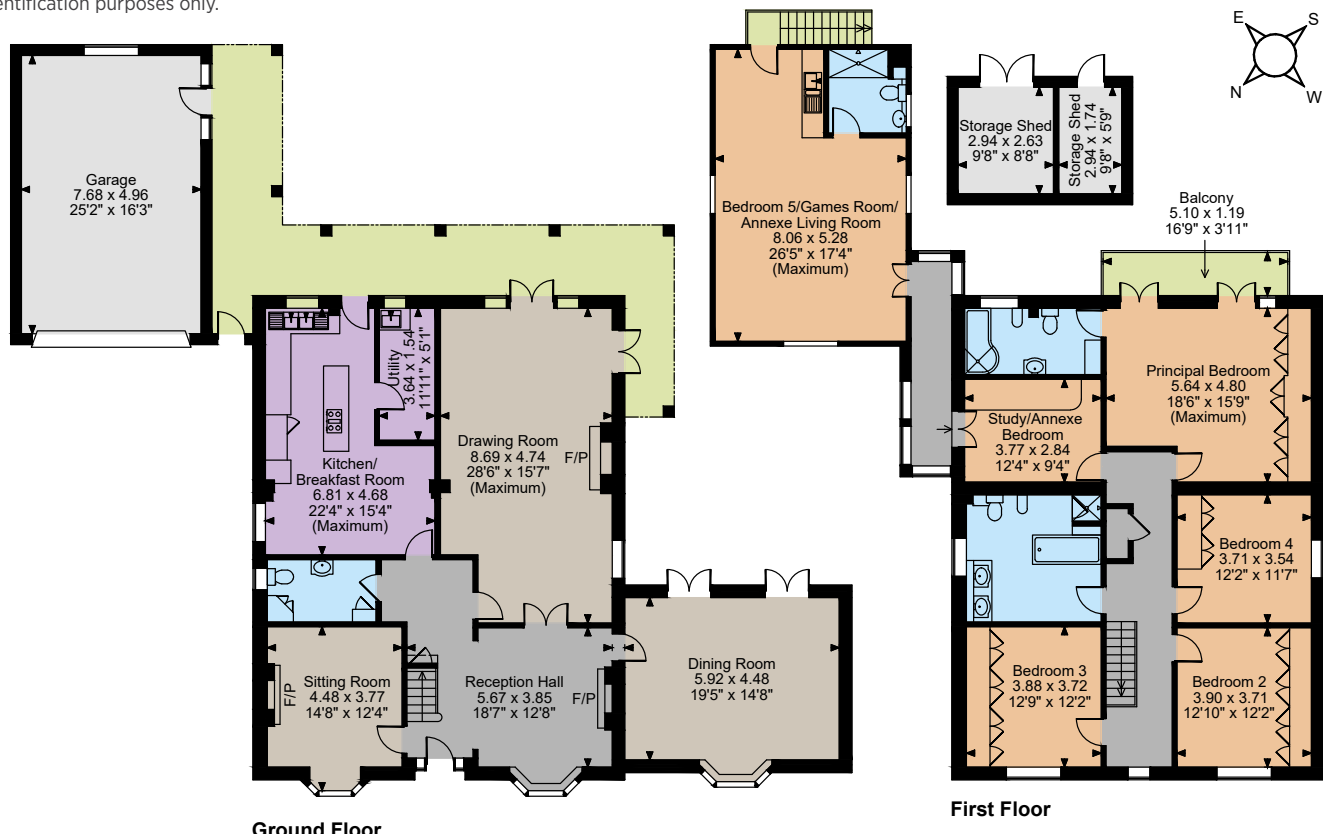 entification purposes only.
E
S
N
W
Garage
7.68 x 4.96
25'2" x 16'3"
Utility
3.64 x 1.54
11'11" x 5'1"
Kitchen/
Breakfast Room
6.81 x 4.68
22'4" x 15'4"
(Maximum)
Drawing Room
8.69 x 4.74
28'6" x 15'7"
(Maximum)
F/P
Sitting Room
4.48 x 3.77
14'8" x 12'4"
F/P
Reception Hall
5.67 x 3.85
18'7" x 12'8"
F/P
Dining Room
5.92 x 4.48
19'5" x 14'8"
Ground Floor
Bedroom 5/Games Room/
Annexe Living Room
8.06 x 5.28
26'5" x 17'4"
(Maximum)
Storage Shed
2.94 x 2.63
9'8" x 8'8"
Storage Shed
2.94 x 1.74
9'8" x 5'9"
Balcony
5.10 x 1.19
16'9" x 3'11"
Principal Bedroom
5.64 x 4.80
18'6" x 15'9"
(Maximum)
Study/Annexe
Bedroom
3.77 x 2.84
12'4" x 9'4"
Bedroom 4
3.71 x 3.54
12'2" x 11'7"
Bedroom 3
3.88 x 3.72
12'9" x 12'2"
Bedroom 2
3.90 x 3.71
12'10" x 12'2"
First Floor